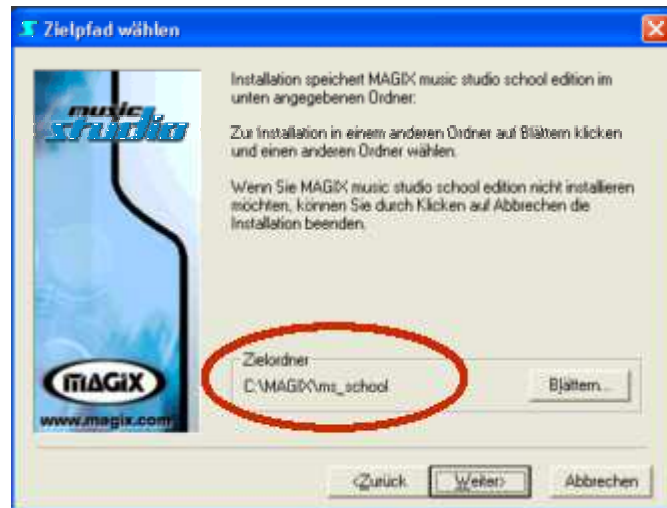 Zielpfad wählen
music
studio
Installation speichert MAGIX music studio school edition im
unten angegebenen Ordner:
Zur Installation in einem anderen Ordner auf Blättern klicken
und einen anderen Ordner wählen.
Wenn Sie MAGIX music studio school edition nicht installieren
möchten, können Sie durch Klicken auf Abbrechen die
Installation beenden.
Zielordner
C:\MAGIX\ms_school
Blättern...
MAGIX
www.magix.com
<Zurück
Weiter>
Abbrechen